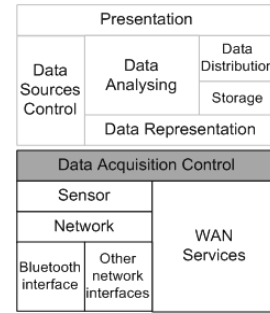 Presentation
Data
Sources
Control
Data
Analysing
Data
Distribution
Storage
Data Representation
Data Acquisition Control
Sensor
Network
Bluetooth
interface
Other
network
interfaces
WAN
Services